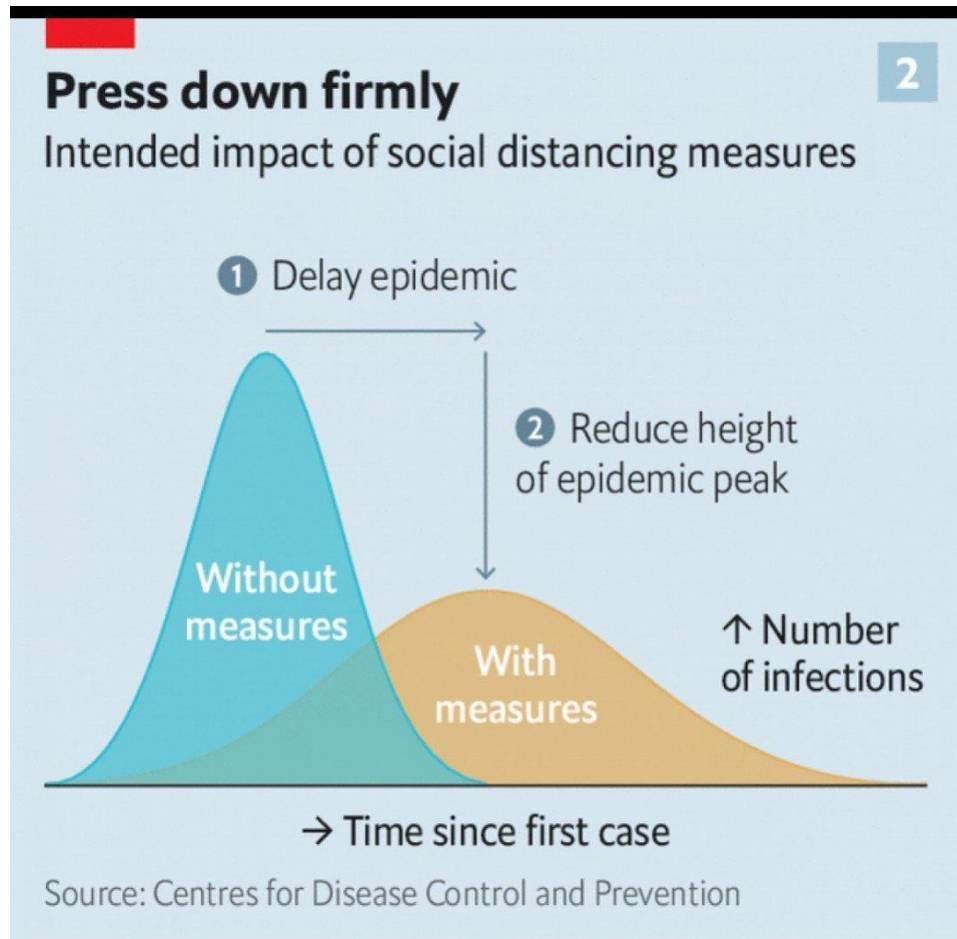 Press down firmly
2
Intended impact of social distancing measures
1 Delay epidemic
2 Reduce height
of epidemic peak
Without
measures
With
measures
↑ Number
of infections
→ Time since first case
Source: Centres for Disease Control and Prevention